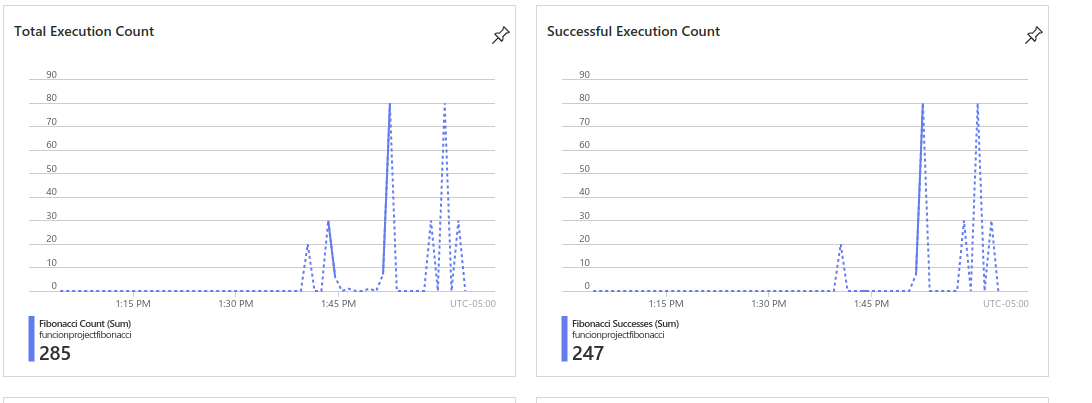 Total Execution Count
90
80
70
60
50
40
30
20
10
0
1:15 PM 1:30 PM 1:45 PM UTC-05:00
Fibonacci Count (Sum)
funcionprojectfibonacci
285
Successful Execution Count
90
80
70
60
50
40
30
20
10
0
1:15 PM 1:30 PM 1:45 PM UTC-05:00
Fibonacci Successes (Sum)
funcionprojectfibonacci
247